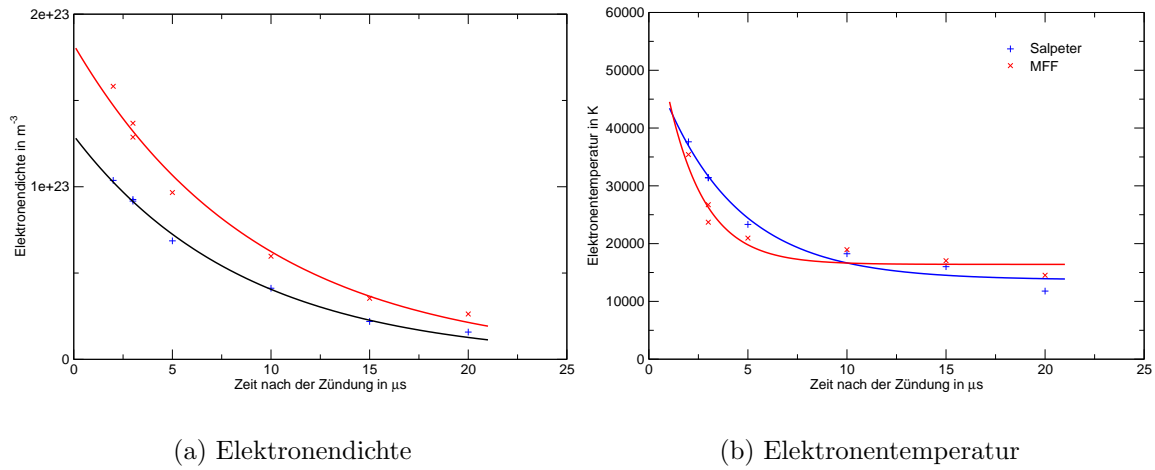 2e+23
1e+23
0
Elektronendichte in m⁻³
0 5 10 15 20 25
Zeit nach der Zündung in µs
(a) Elektronendichte
60000
50000
40000
30000
20000
10000
0
Elektronentemperatur in K
Salpeter
MFF
0 5 10 15 20 25
Zeit nach der Zündung in µs
(b) Elektronentemperatur